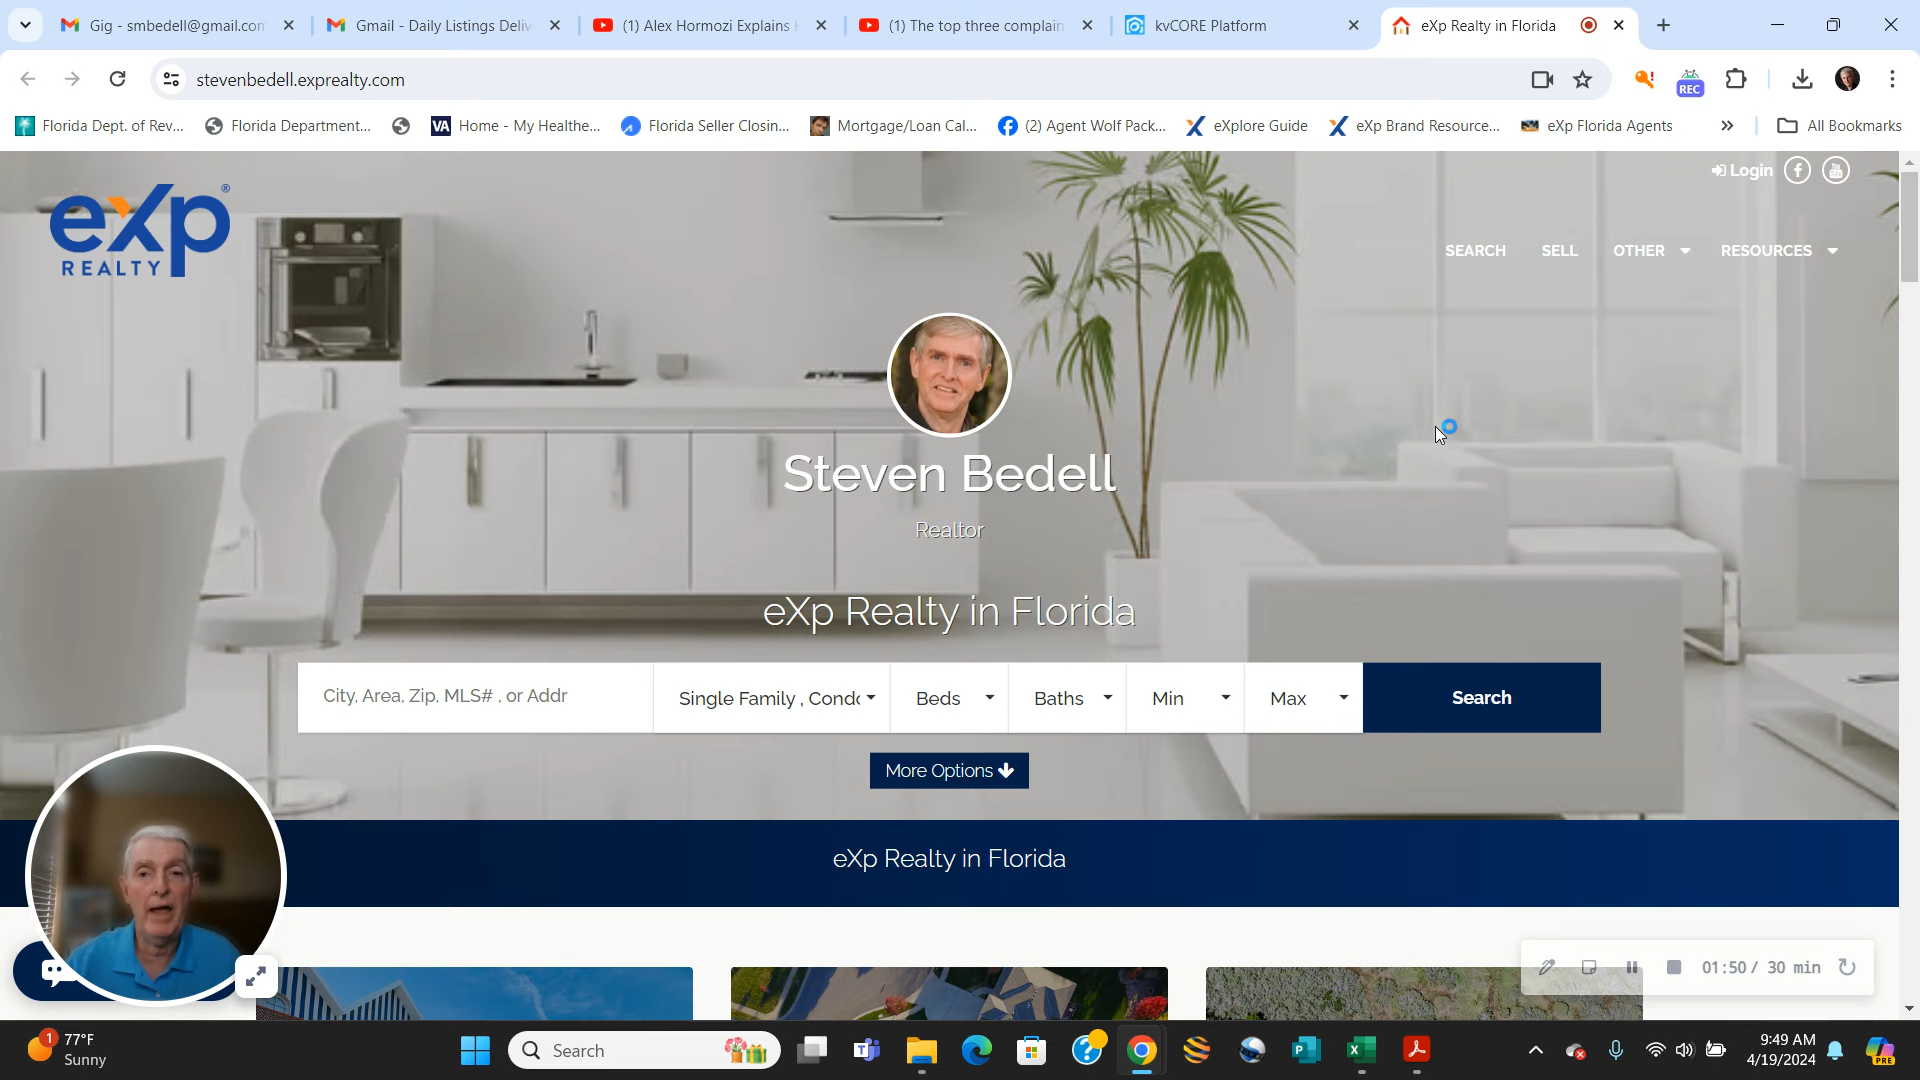 Gig - smbedell@gmail.com
Gmail - Daily Listings Deliv
(1) Alex Hormozi Explains H
(1) The top three complain
kvCORE Platform
eXp Realty in Florida
stevenbedell.exprealty.com
REC
Florida Dept. of Rev...
Florida Department...
VA Home - My Healthe...
Florida Seller Closin...
Mortgage/Loan Cal...
(2) Agent Wolf Pack...
eXplore Guide
eXp Brand Resource...
eXp Florida Agents
All Bookmarks
Login
eXp®
REALTY
SEARCH
SELL
OTHER
RESOURCES
Steven Bedell
Realtor
eXp Realty in Florida
City, Area, Zip, MLS# , or Addr
Single Family , Condo
Beds
Baths
Min
Max
Search
More Options
eXp Realty in Florida
01:50 / 30 min
1
77°F
Sunny
Search
9:49 AM
4/19/2024
PRE